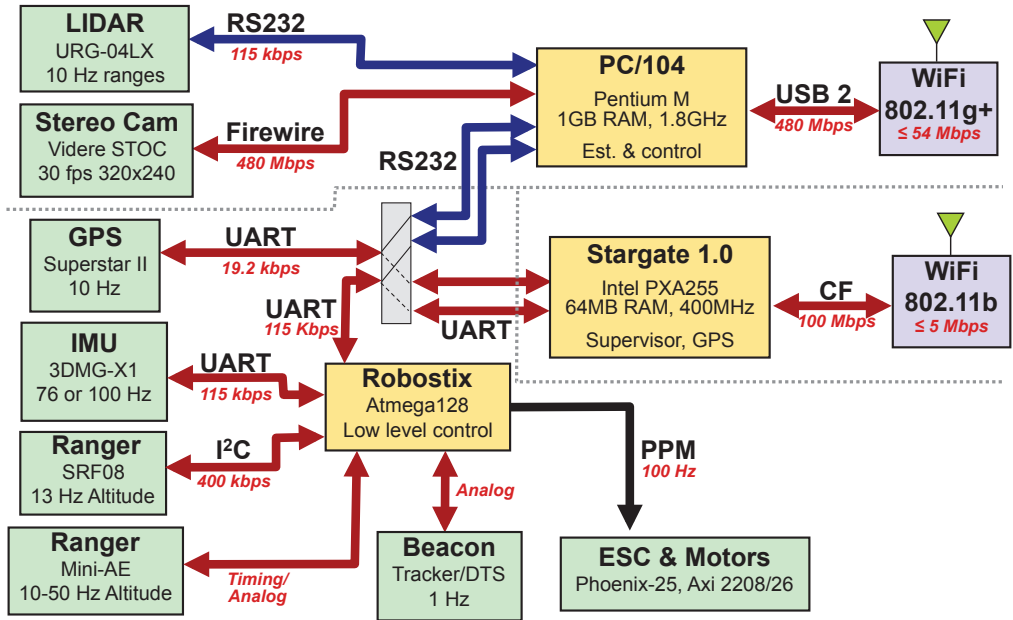 LIDAR
URG-04LX
10 Hz ranges
RS232
115 kbps
Stereo Cam
Videre STOC
30 fps 320x240
Firewire
480 Mbps
PC/104
Pentium M
1GB RAM, 1.8GHz
Est. & control
USB 2
480 Mbps
WiFi
802.11g+
≤ 54 Mbps
RS232
GPS
Superstar II
10 Hz
UART
19.2 kbps
UART
115 Kbps
UART
Stargate 1.0
Intel PXA255
64MB RAM, 400MHz
Supervisor, GPS
CF
100 Mbps
WiFi
802.11b
≤ 5 Mbps
IMU
3DMG-X1
76 or 100 Hz
UART
115 kbps
Robostix
Atmega128
Low level control
Ranger
SRF08
13 Hz Altitude
I²C
400 kbps
PPM
100 Hz
Analog
Ranger
Mini-AE
10-50 Hz Altitude
Timing/
Analog
Beacon
Tracker/DTS
1 Hz
ESC & Motors
Phoenix-25, Axi 2208/26